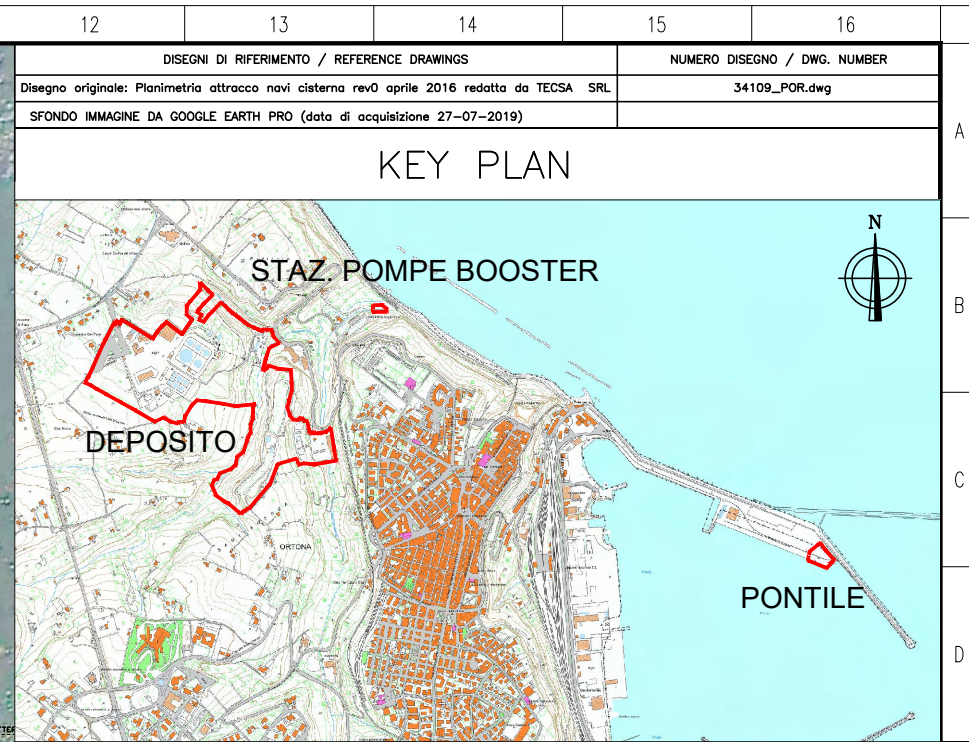 12 13 14 15 16
DISEGNI DI RIFERIMENTO / REFERENCE DRAWINGS
NUMERO DISEGNO / DWG. NUMBER
Disegno originale: Planimetria attracco navi cisterna rev0 aprile 2016 redatta da TECSA SRL
34109_POR.dwg
SFONDO IMMAGINE DA GOOGLE EARTH PRO (data di acquisizione 27-07-2019)
A
KEY PLAN
N
STAZ. POMPE BOOSTER
B
DEPOSITO
C
ORTONA
PONTILE
D